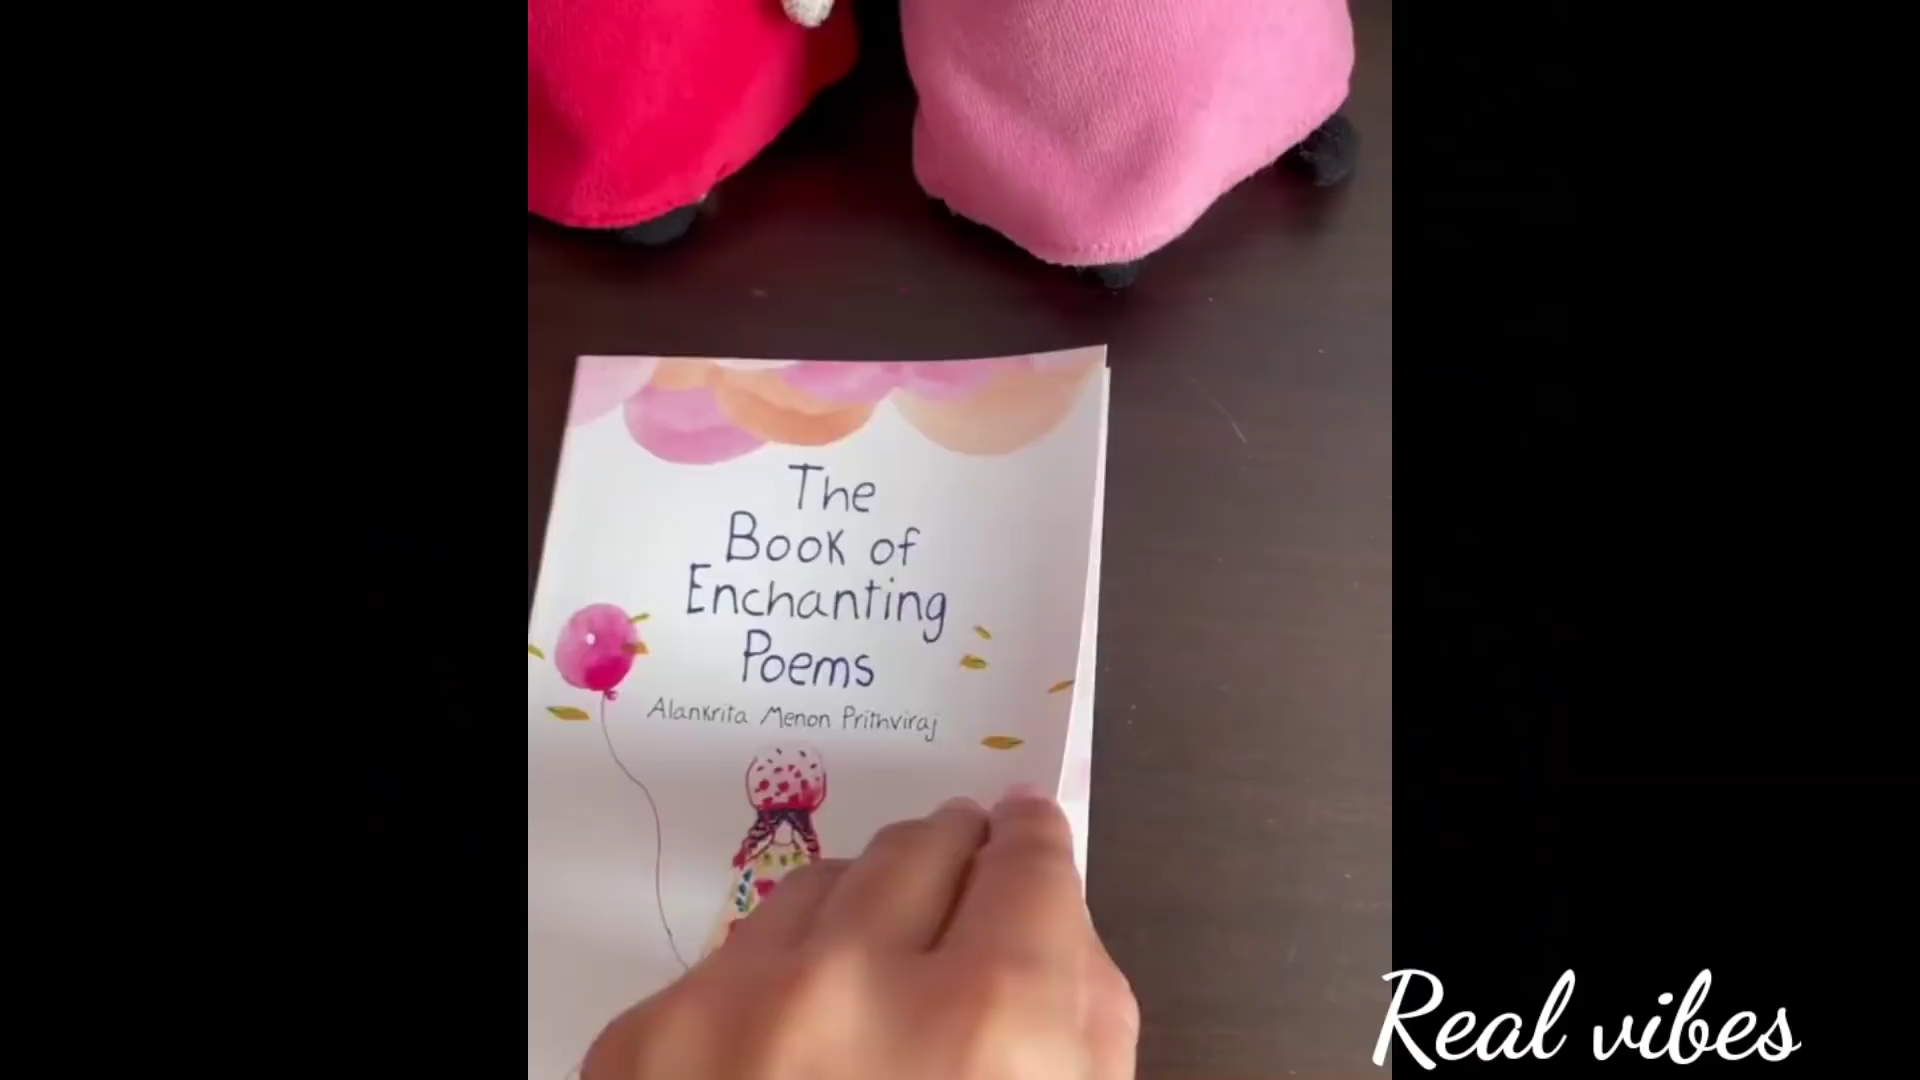 The
Book of
Enchanting
Poems
Alankrita Menon Prithviraj
Real vibes